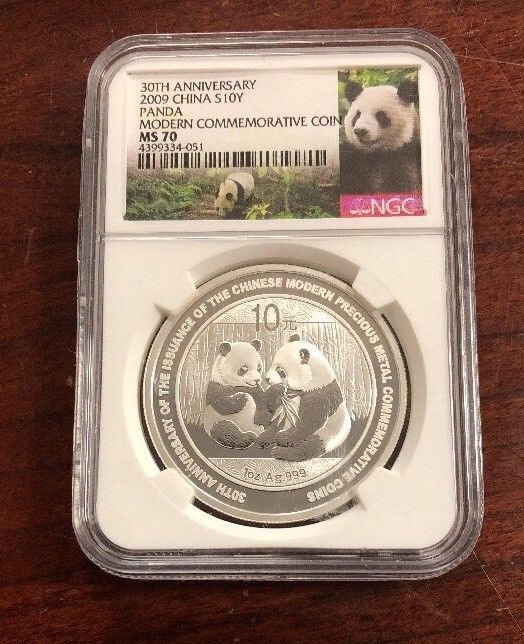 30TH ANNIVERSARY
2009 CHINA S10Y
PANDA
MODERN COMMEMORATIVE COIN
MS 70
4399334-051
NGC
30TH ANNIVERSARY OF THE ISSUANCE OF THE CHINESE MODERN PRECIOUS METAL COMMEMORATIVE COINS
10元
1oz Ag .999